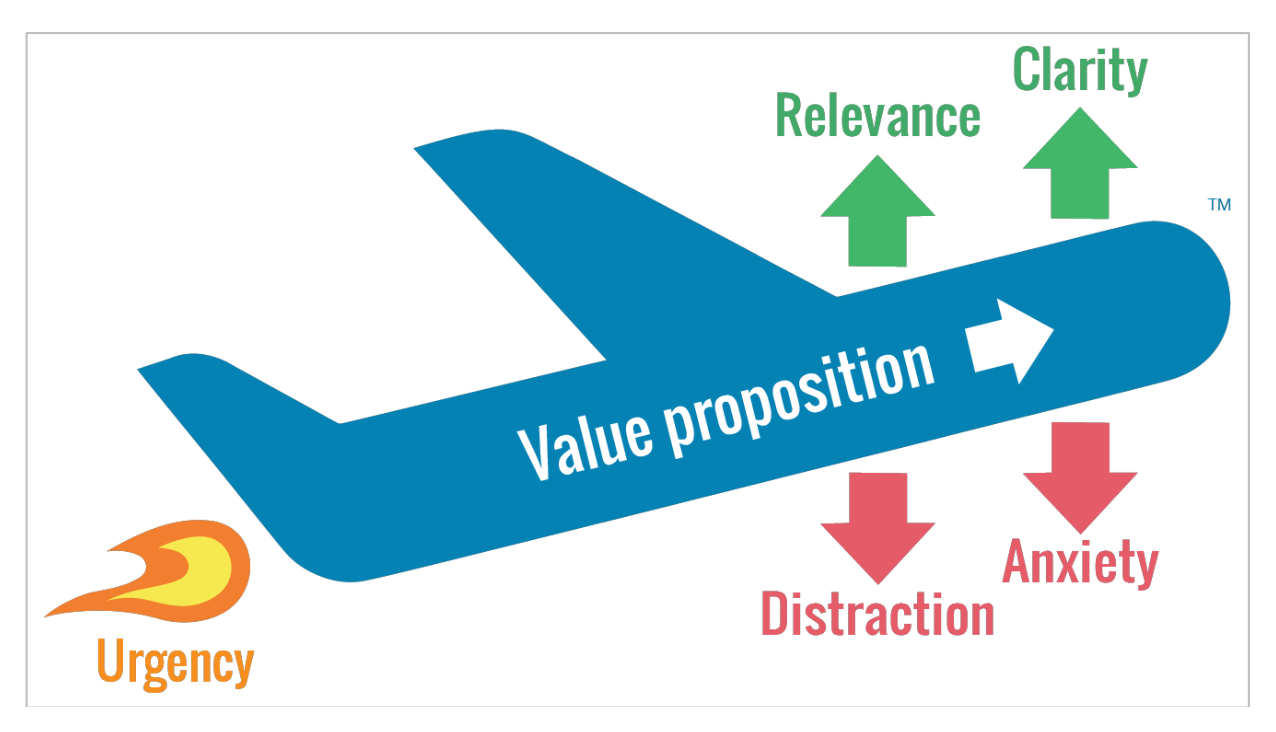 Clarity
Relevance
TM
Value proposition
Anxiety
Distraction
Urgency